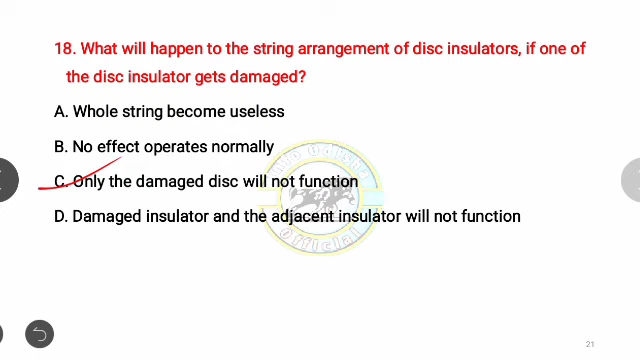 18. What will happen to the string arrangement of disc insulators, if one of
the disc insulator gets damaged?
A. Whole string become useless
B. No effect operates normally
C. Only the damaged disc will not function
D. Damaged insulator and the adjacent insulator will not function
Official
21